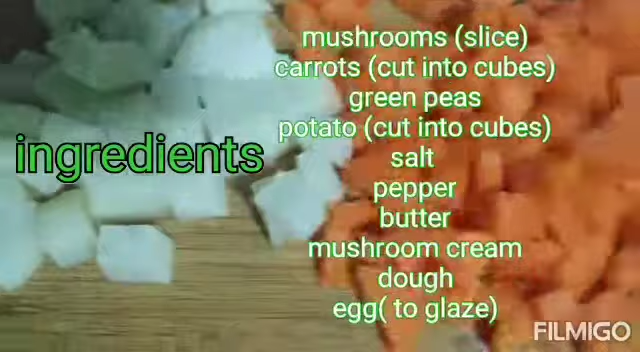 mushrooms (slice)
carrots (cut into cubes)
green peas
potato (cut into cubes)
ingredients
salt
pepper
butter
mushroom cream
dough
egg( to glaze)
FILMIGO